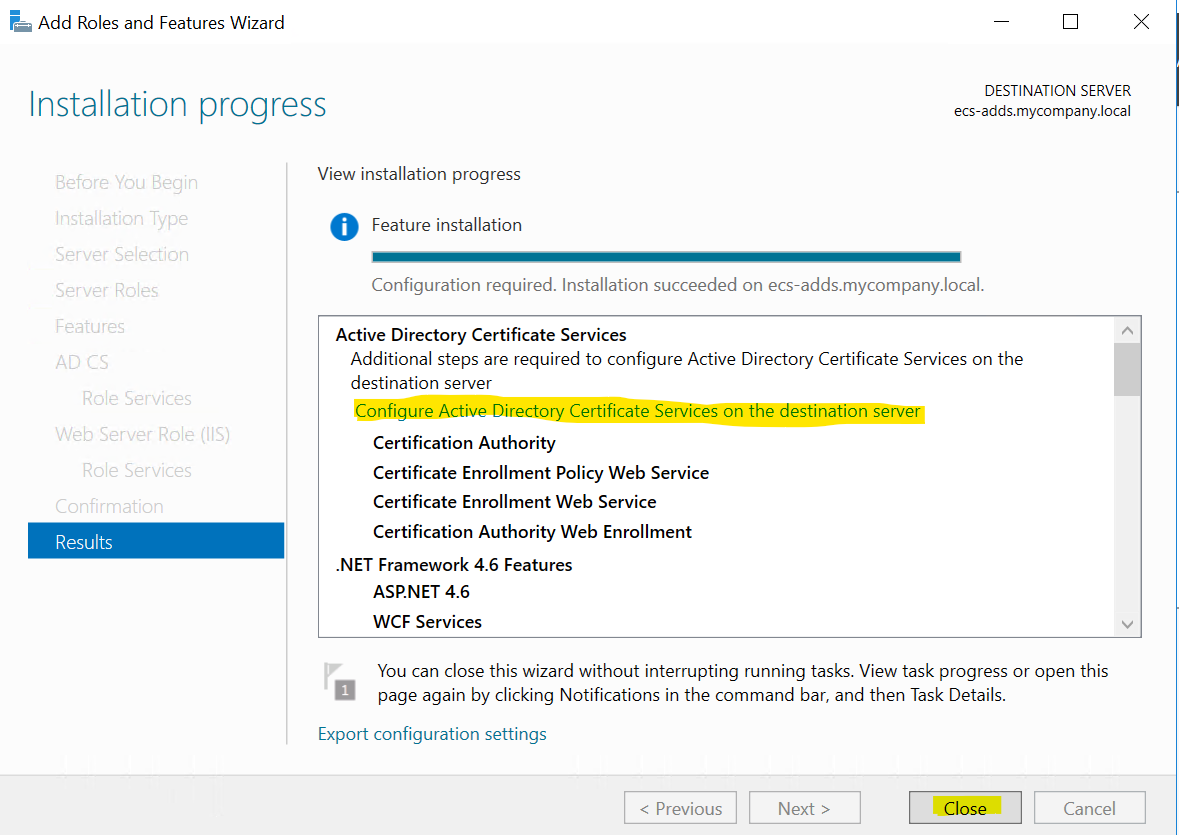 Add Roles and Features Wizard
Installation progress
DESTINATION SERVER
ecs-adds.mycompany.local
Before You Begin
Installation Type
Server Selection
Server Roles
Features
AD CS
Role Services
Web Server Role (IIS)
Role Services
Confirmation
Results
View installation progress
Feature installation
Configuration required. Installation succeeded on ecs-adds.mycompany.local.
Active Directory Certificate Services
Additional steps are required to configure Active Directory Certificate Services on the
destination server
Configure Active Directory Certificate Services on the destination server
Certification Authority
Certificate Enrollment Policy Web Service
Certificate Enrollment Web Service
Certification Authority Web Enrollment
.NET Framework 4.6 Features
ASP.NET 4.6
WCF Services
1
You can close this wizard without interrupting running tasks. View task progress or open this
page again by clicking Notifications in the command bar, and then Task Details.
Export configuration settings
< Previous
Next >
Close
Cancel